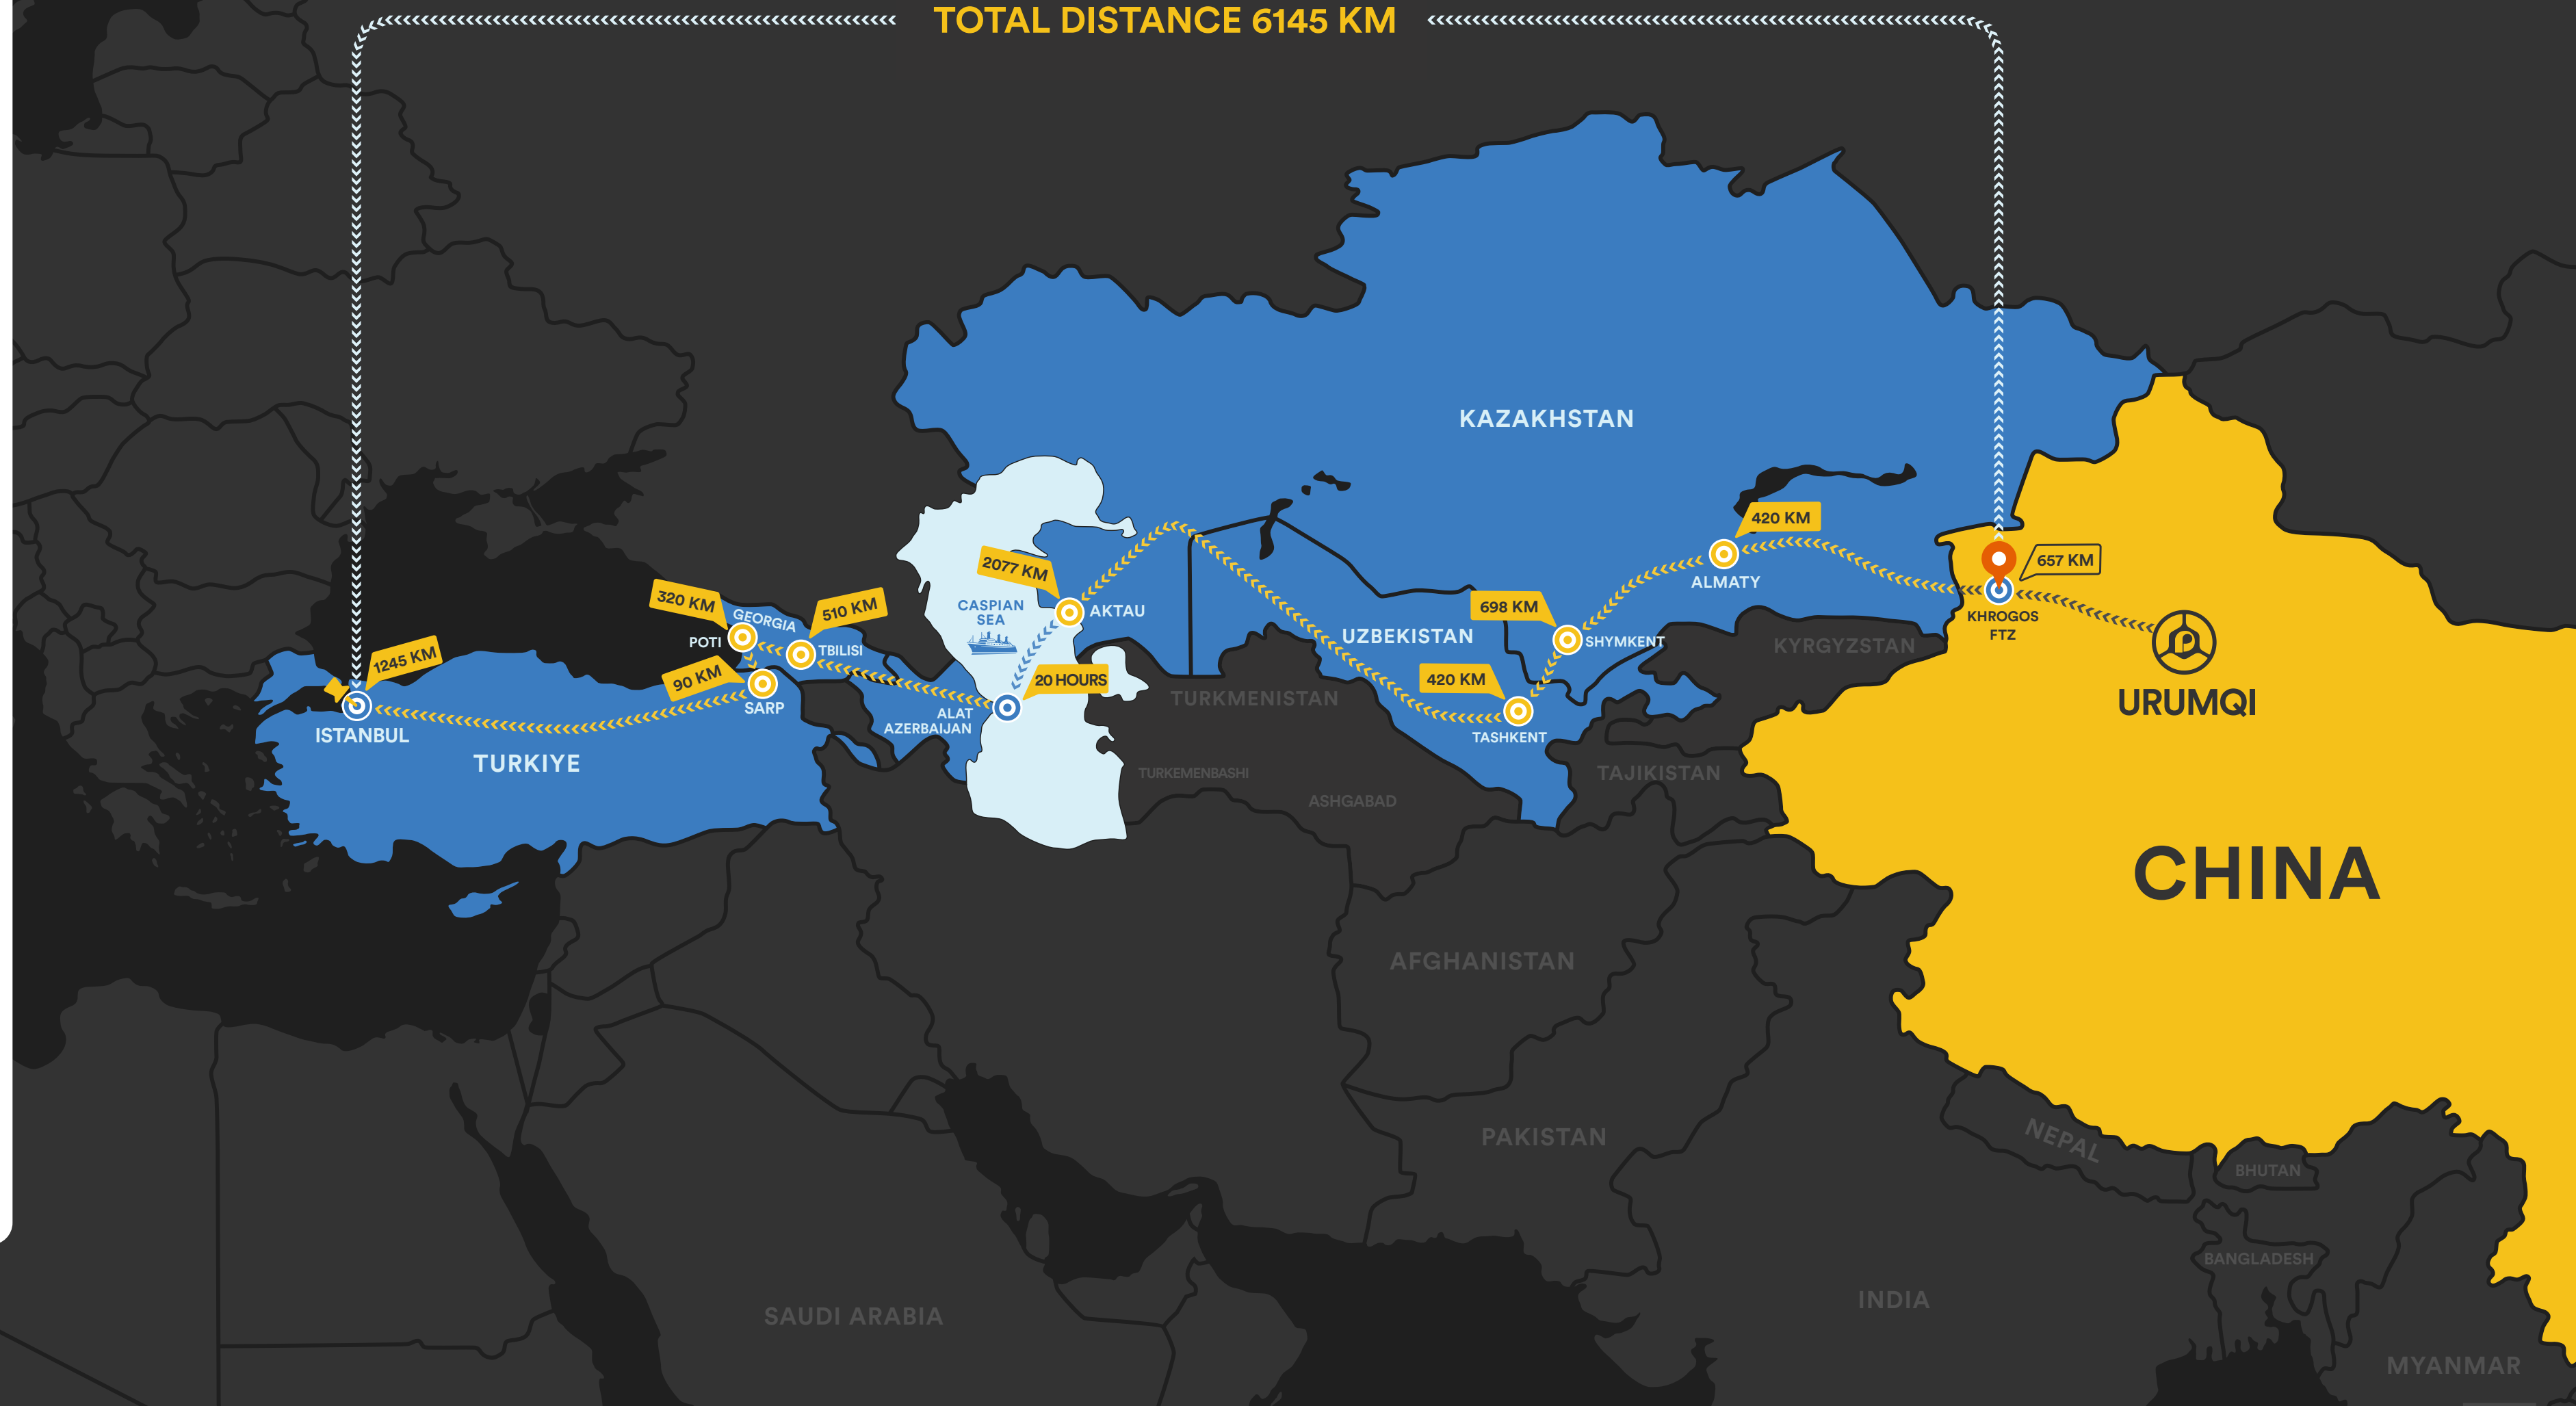 TOTAL DISTANCE 6145 KM
KAZAKHSTAN
420 KM
ALMATY
657 KM
KHROGOS
FTZ
URUMQI
CHINA
2077 KM
CASPIAN
SEA
AKTAU
320 KM
GEORGIA
510 KM
POTI
TBILISI
698 KM
SHYMKENT
UZBEKISTAN
KYRGYZSTAN
1245 KM
ISTANBUL
TURKIYE
90 KM
SARP
20 HOURS
ALAT
AZERBAIJAN
TURKMENISTAN
420 KM
TASHKENT
TURKEMENBASHI
ASHGABAD
TAJIKISTAN
AFGHANISTAN
PAKISTAN
NEPAL
BHUTAN
BANGLADESH
INDIA
SAUDI ARABIA
MYANMAR